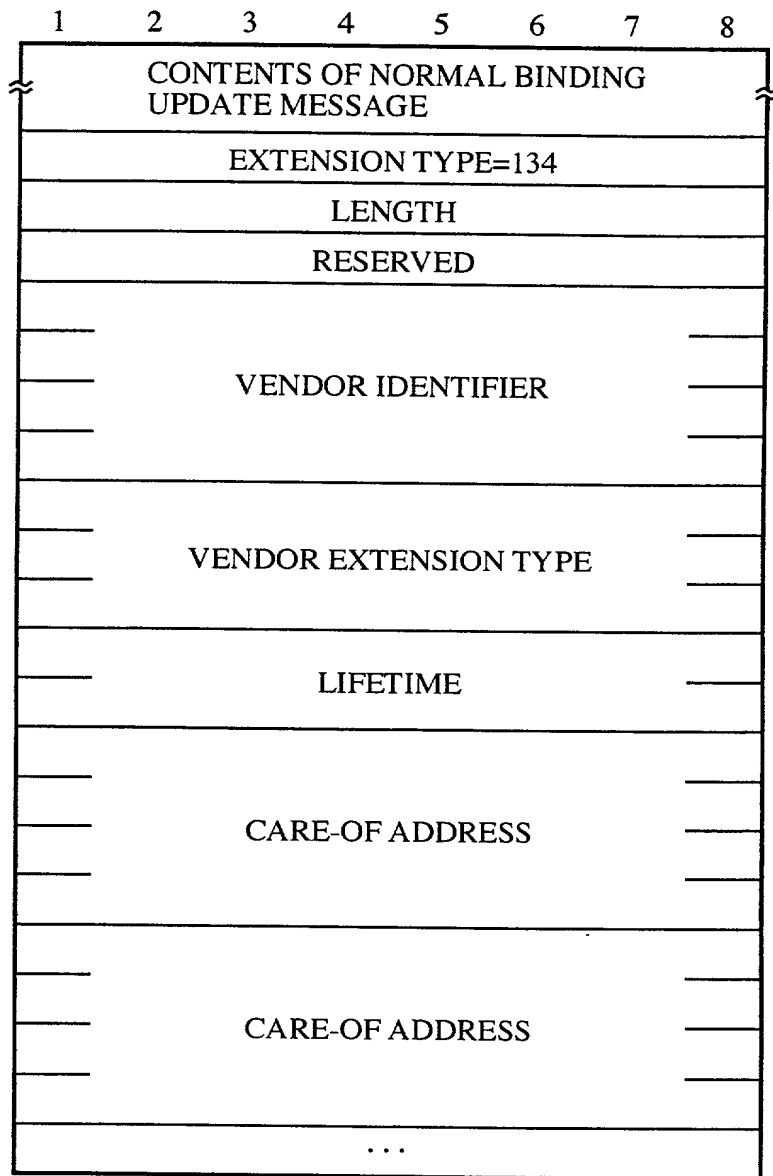 1 2 3 4 5 6 7 8
CONTENTS OF NORMAL BINDING
UPDATE MESSAGE
EXTENSION TYPE=134
LENGTH
RESERVED
VENDOR IDENTIFIER
VENDOR EXTENSION TYPE
LIFETIME
CARE-OF ADDRESS
CARE-OF ADDRESS
...